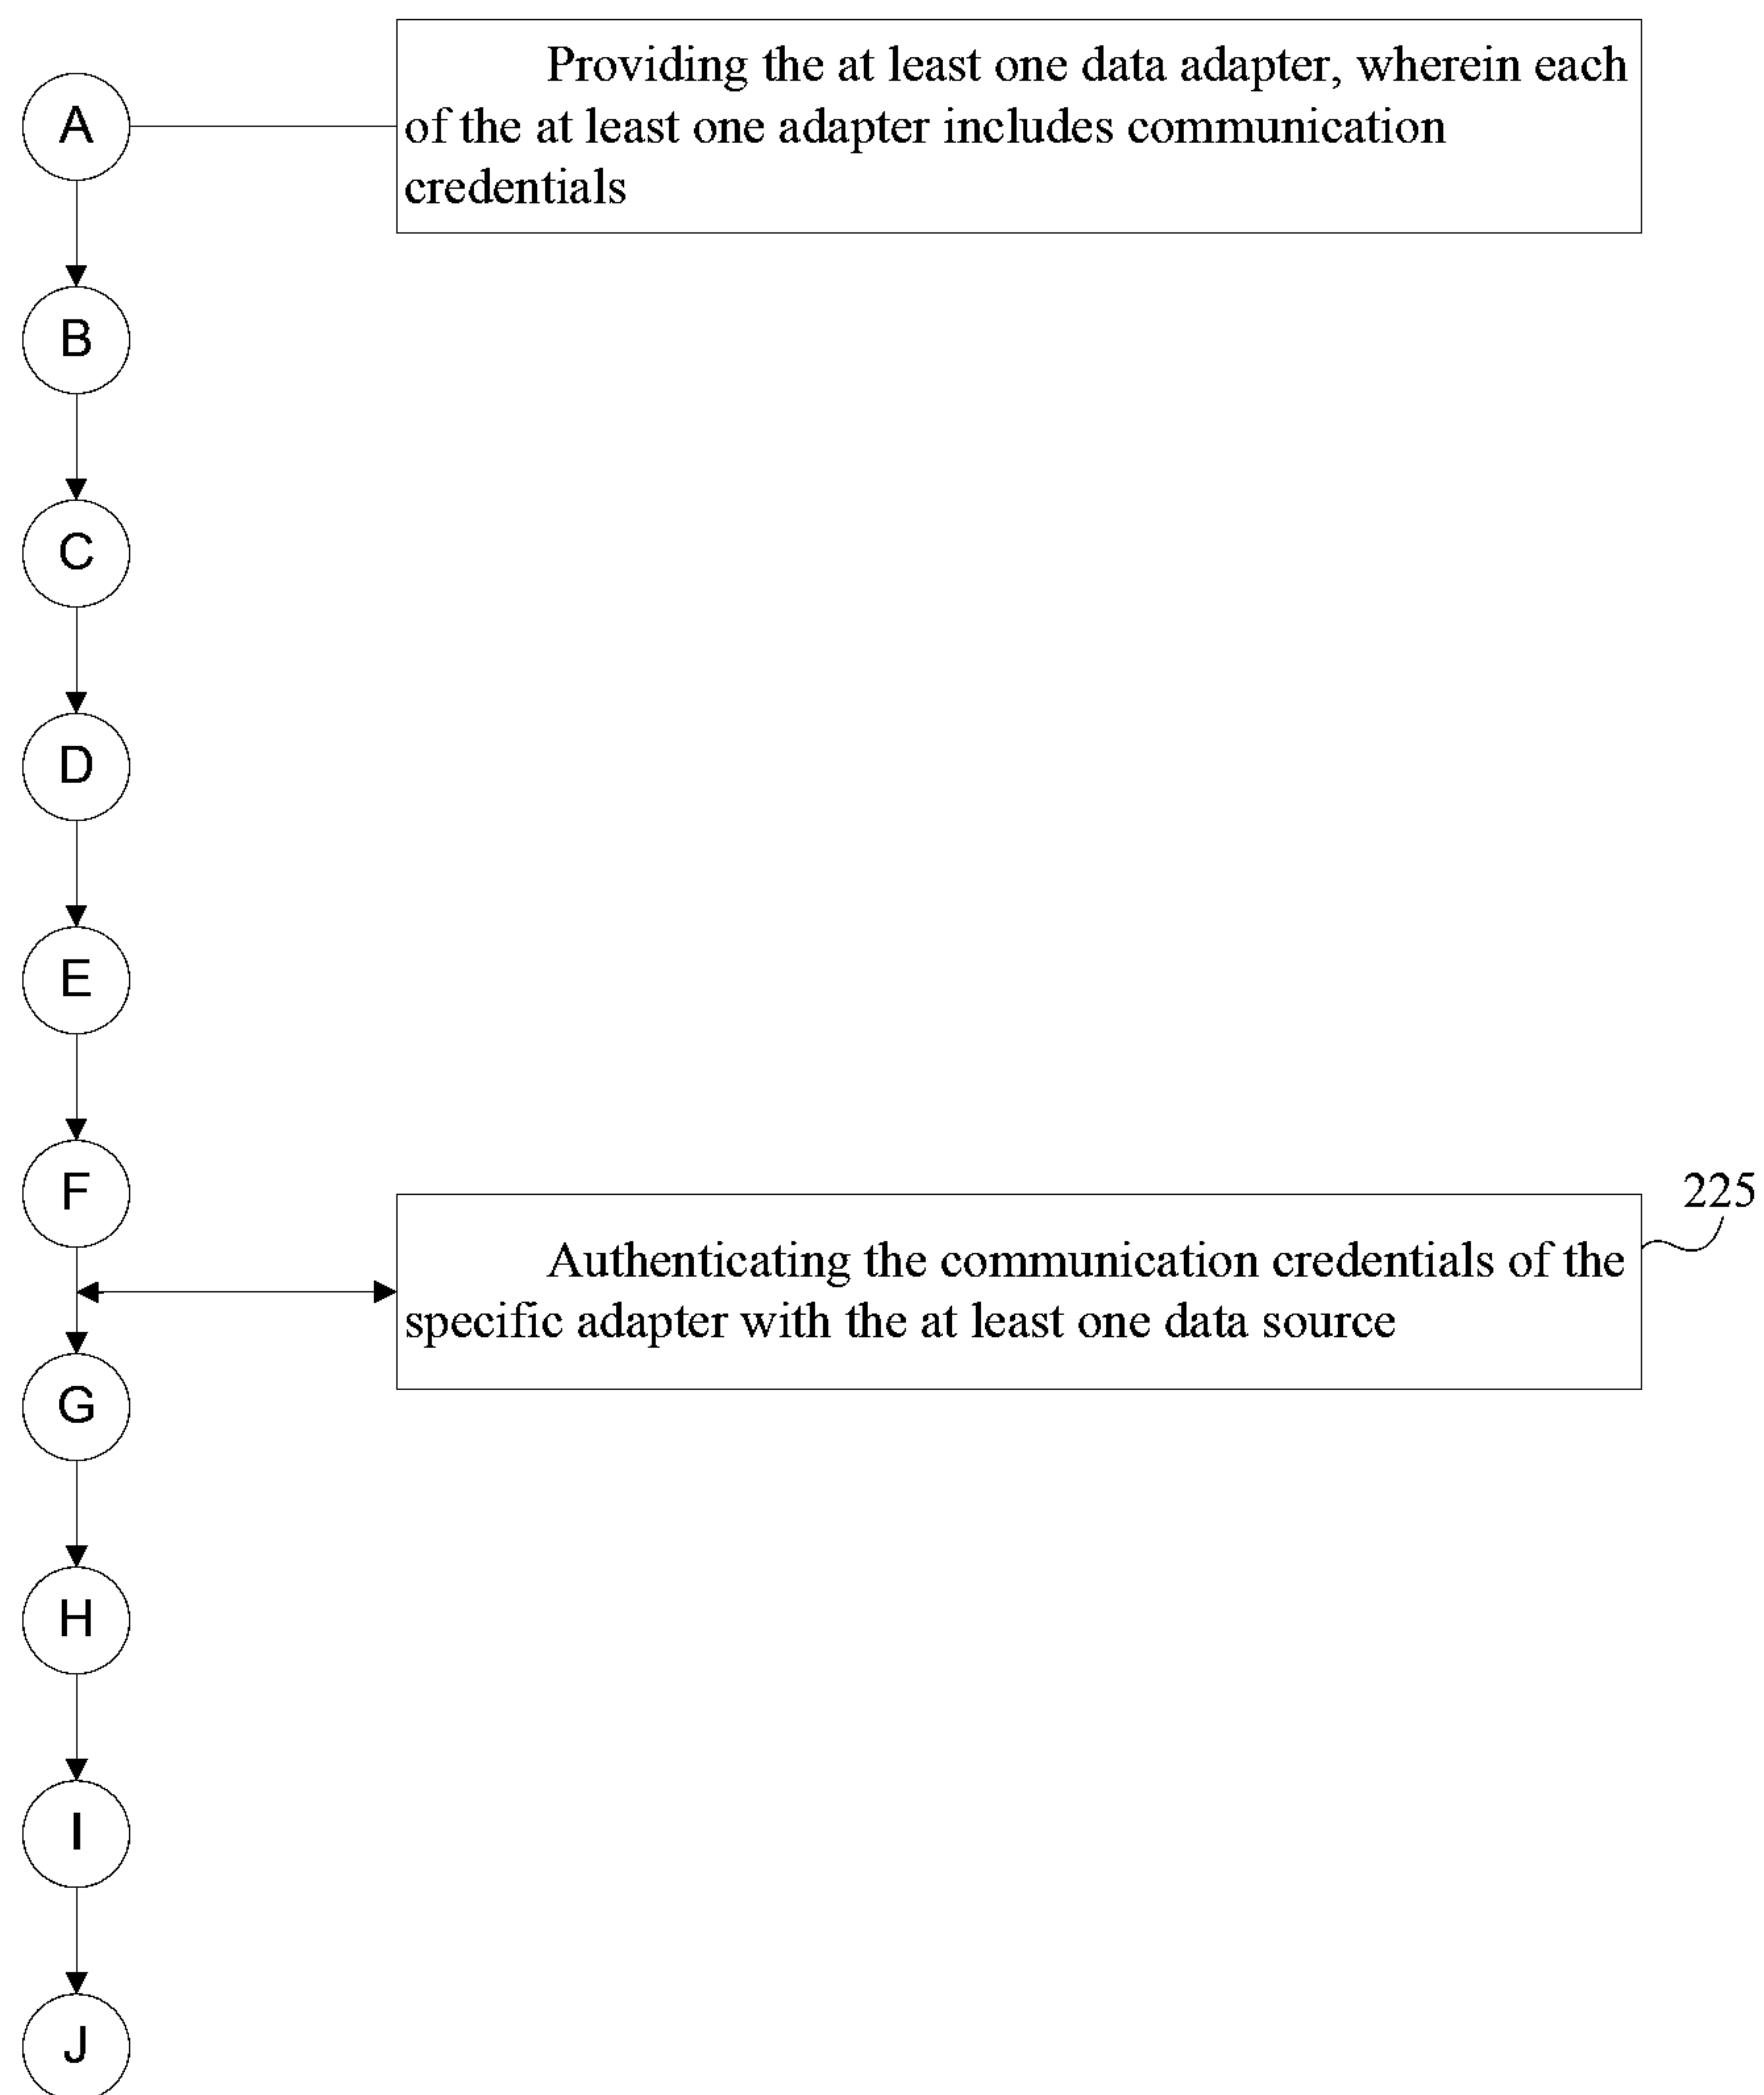 Providing the at least one data adapter, wherein each
A
of the at least one adapter includes communication
credentials
B
C
D
E
F
225
Authenticating the communication credentials of the
specific adapter with the at least one data source
G
H
I
J